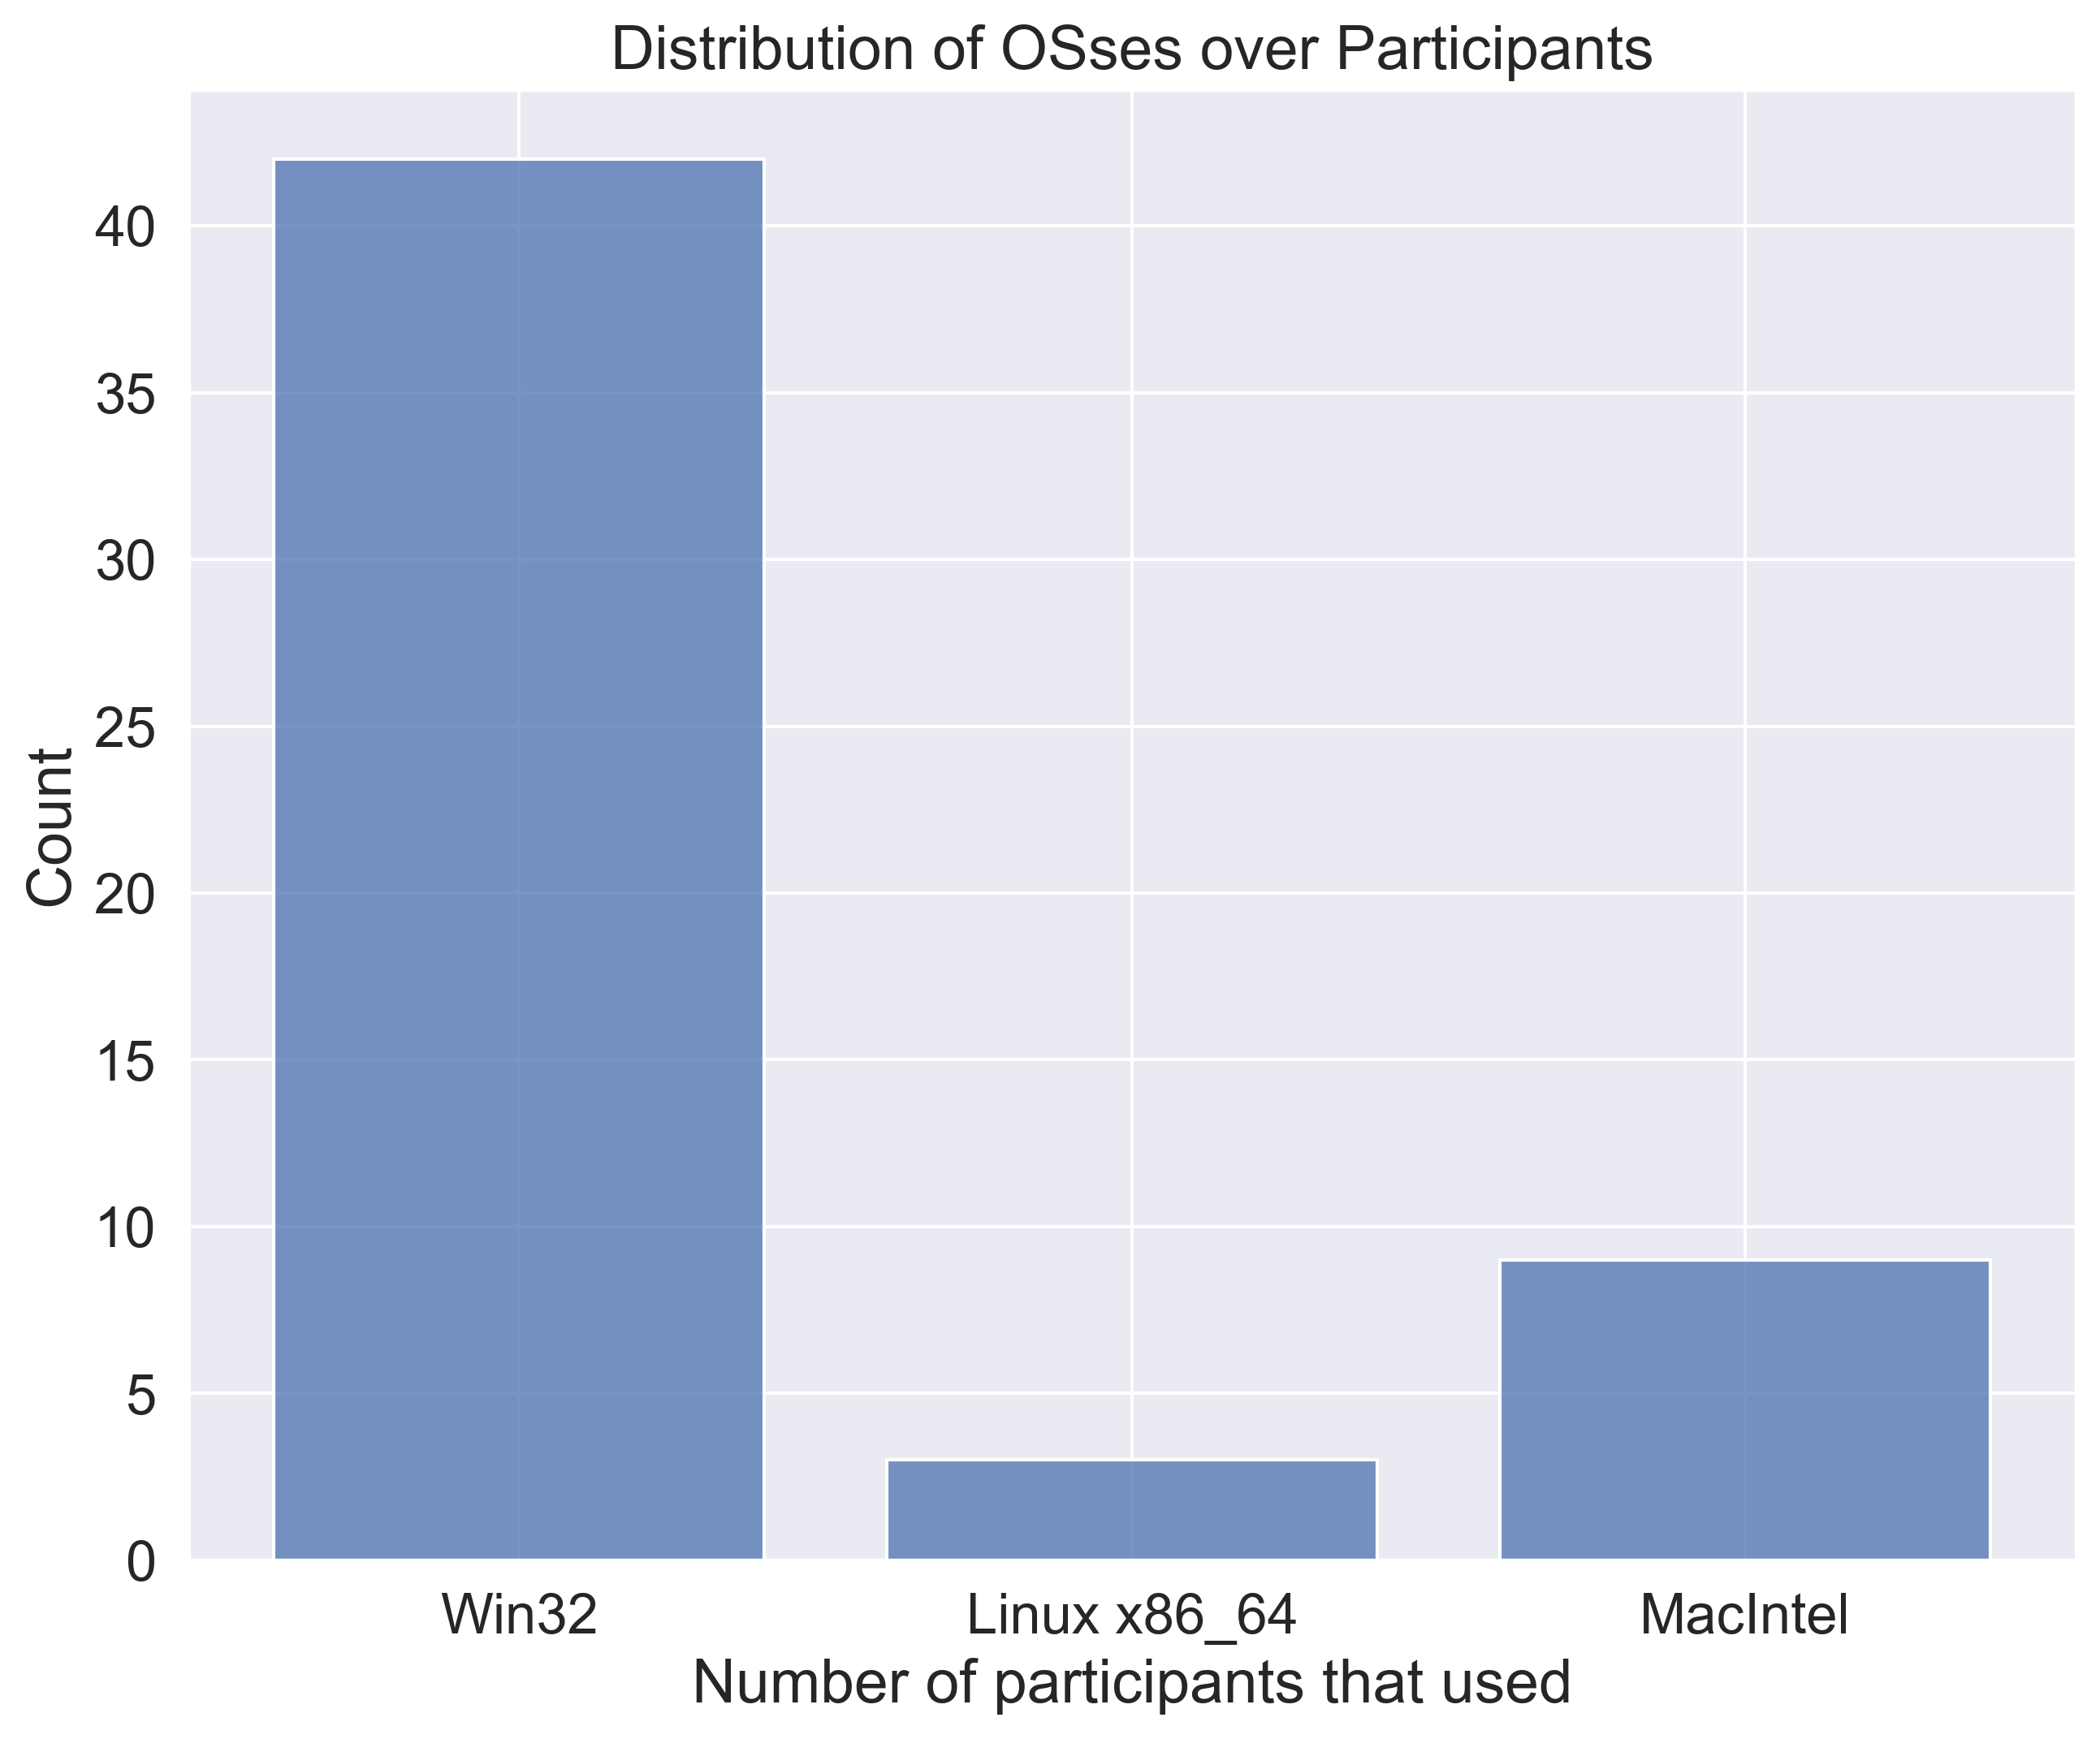 Distribution of OSses over Participants
Count
40
35
30
25
20
15
10
5
0
Win32 Linux x86_64 MacIntel
Number of participants that used